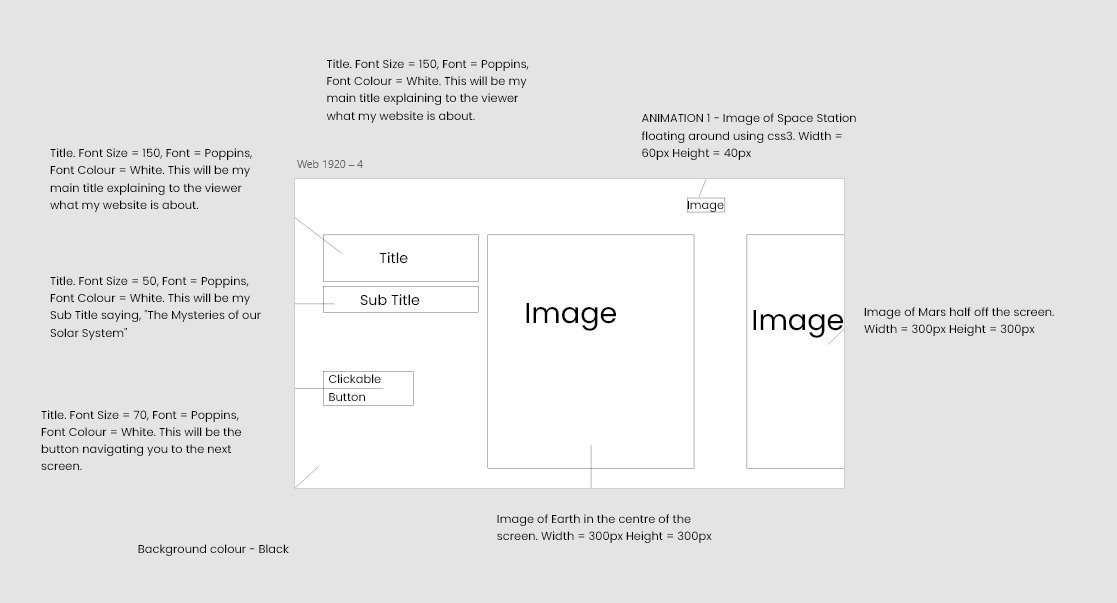 Title. Font Size = 150, Font = Poppins,
Font Colour = White. This will be my
main title explaining to the viewer
what my website is about.
ANIMATION 1 - Image of Space Station
floating around using css3. Width =
60px Height = 40px
Title. Font Size = 150, Font = Poppins,
Font Colour = White. This will be my
main title explaining to the viewer
what my website is about.
Web 1920 – 4
Image
Title
Sub Title
Image
Image
Clickable
Button
Title. Font Size = 50, Font = Poppins,
Font Colour = White. This will be my
Sub Title saying, "The Mysteries of our
Solar System"
Image of Mars half off the screen.
Width = 300px Height = 300px
Title. Font Size = 70, Font = Poppins,
Font Colour = White. This will be the
button navigating you to the next
screen.
Image of Earth in the centre of the
screen. Width = 300px Height = 300px
Background colour - Black